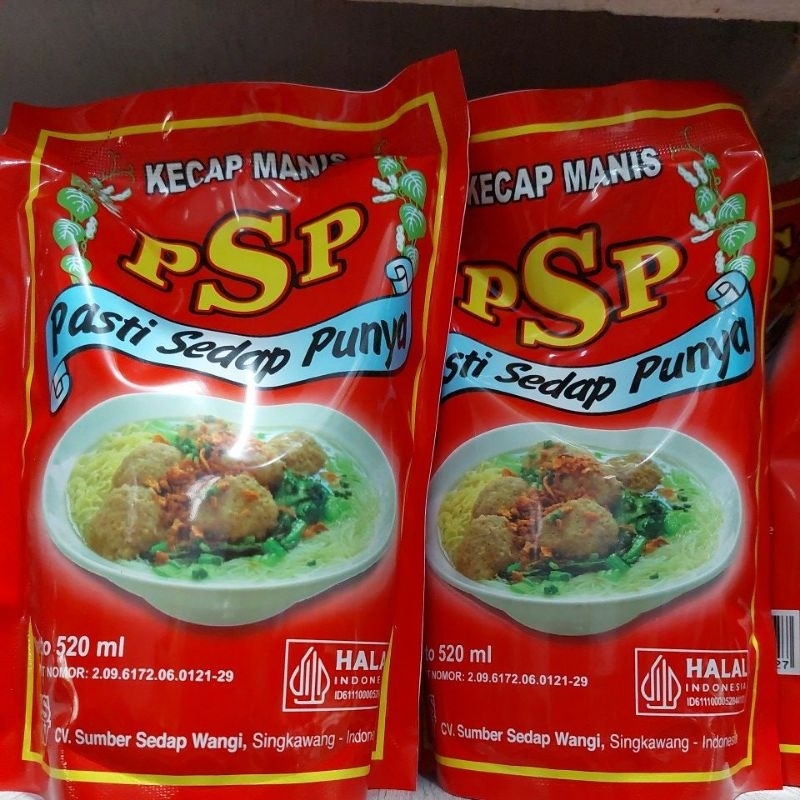 KECAP MANIS
PSP
Pasti Sedap Punya
520 ml
NOMOR: 2.09.6172.06.0121-29
HALAL
INDONESIA
CV. Sumber Sedap Wangi, Singkawang - Indonesia
KECAP MANIS
PSP
Sedap Punya
520 ml
NOMOR: 2.09.6172.06.0121-29
HALAL
INDONESIA
CV. Sumber Sedap Wangi, Singkawang - Indonesia